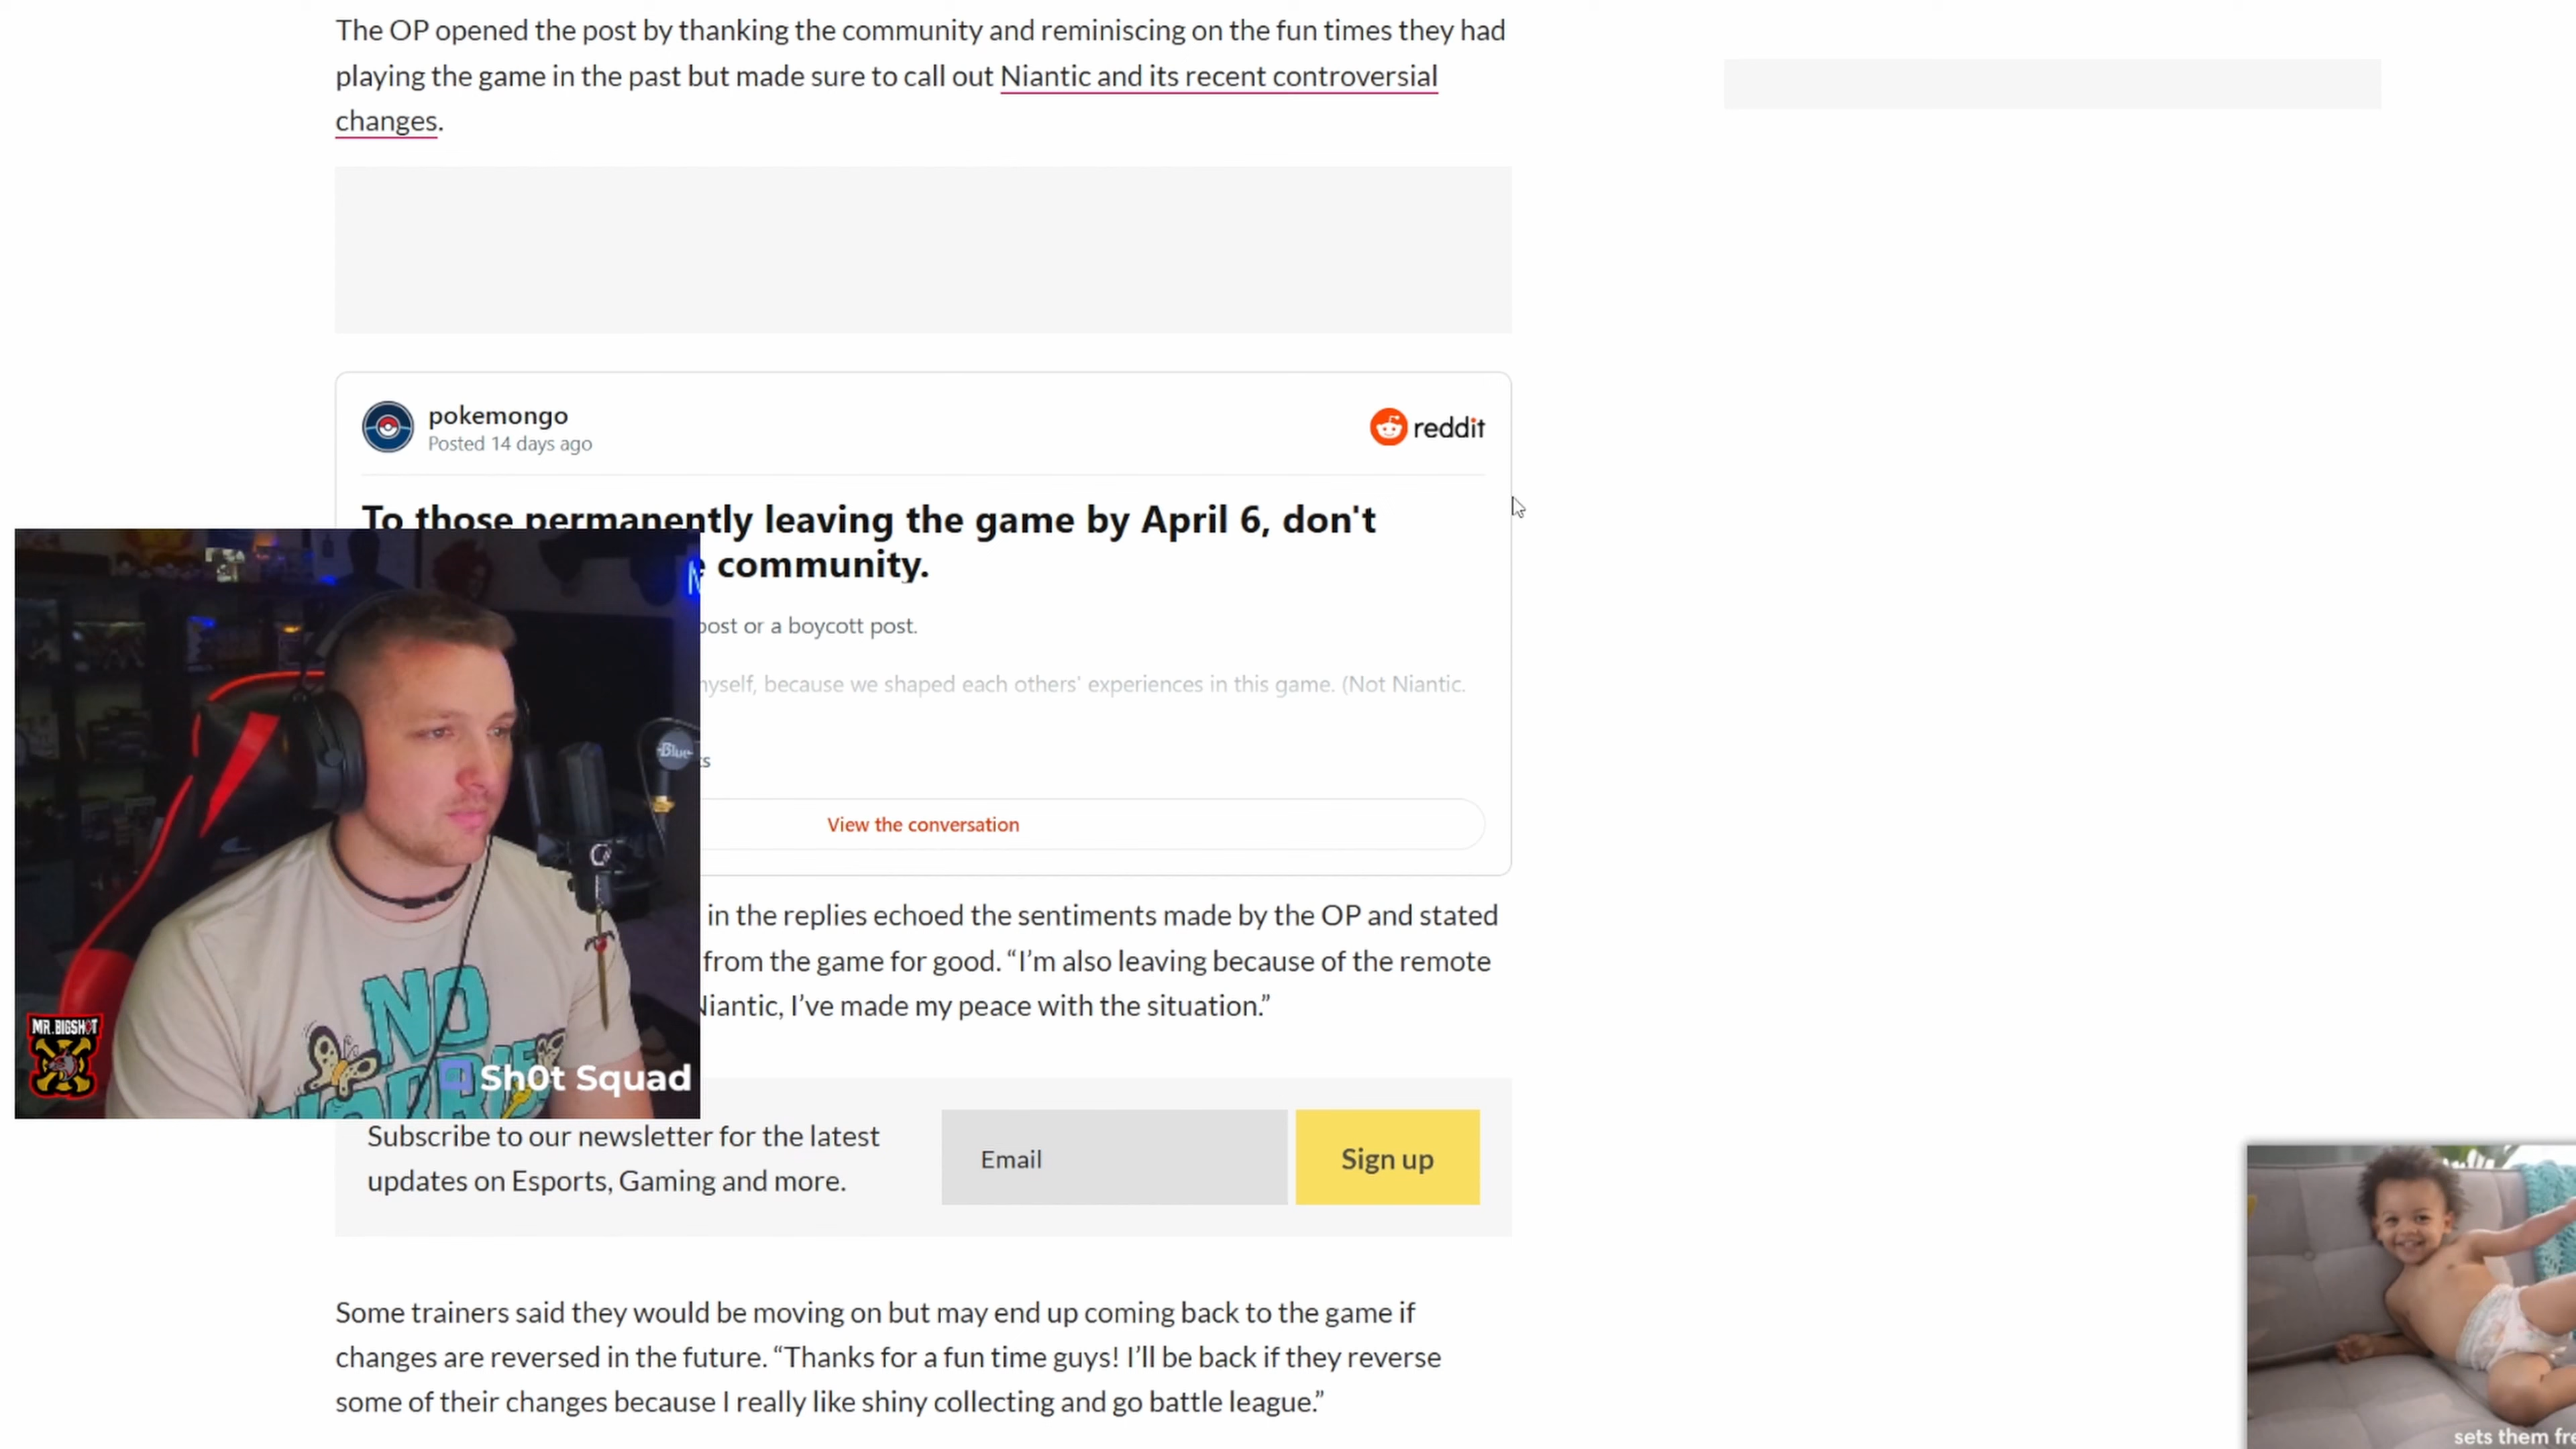 The OP opened the post by thanking the community and reminiscing on the fun times they had
playing the game in the past but made sure to call out Niantic and its recent controversial
changes.
pokemongo
Posted 14 days ago
reddit
To those permanently leaving the game by April 6, don't
community.
post or a boycott post.
myself, because we shaped each others' experiences in this game. (Not Niantic.
View the conversation
in the replies echoed the sentiments made by the OP and stated
from the game for good. “I’m also leaving because of the remote
Niantic, I’ve made my peace with the situation.”
Blue
NO
MR.BIGSHOT
Sh0t Squad
Subscribe to our newsletter for the latest
updates on Esports, Gaming and more.
Email
Sign up
Some trainers said they would be moving on but may end up coming back to the game if
changes are reversed in the future. “Thanks for a fun time guys! I’ll be back if they reverse
some of their changes because I really like shiny collecting and go battle league.”
sets them